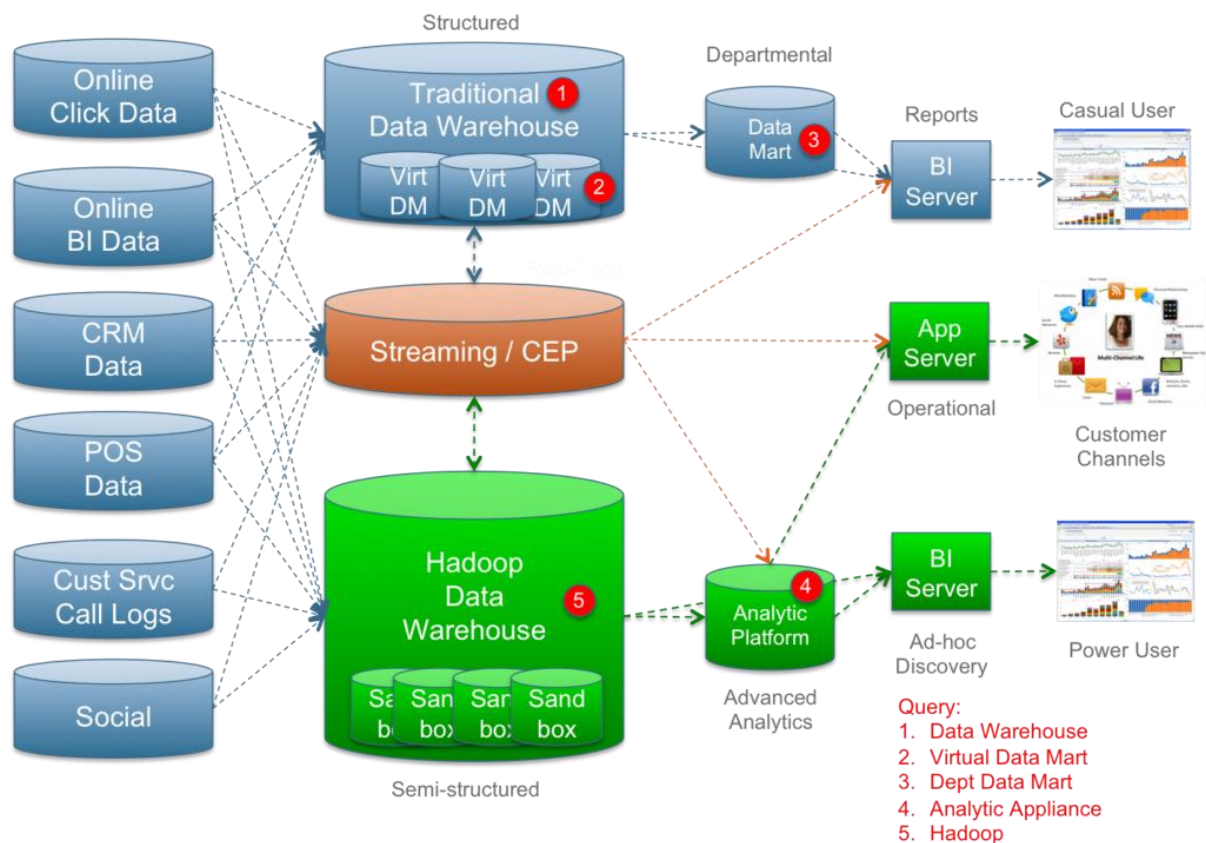 Structured
Online
Click Data
Traditional
Data Warehouse
1
Virt
DM
Virt
DM
Virt
DM
2
Departmental
Data
Mart
3
Reports
BI
Server
Casual User
Online
BI Data
CRM
Data
Streaming / CEP
App
Server
Operational
Multi-Channel Life
NEWS
Customer
Channels
POS
Data
Cust Srvc
Call Logs
Social
Hadoop
Data
Warehouse
5
Sand
box
Semi-structured
4
Analytic
Platform
Advanced
Analytics
BI
Server
Ad-hoc
Discovery
Power User
Query:
1. Data Warehouse
2. Virtual Data Mart
3. Dept Data Mart
4. Analytic Appliance
5. Hadoop